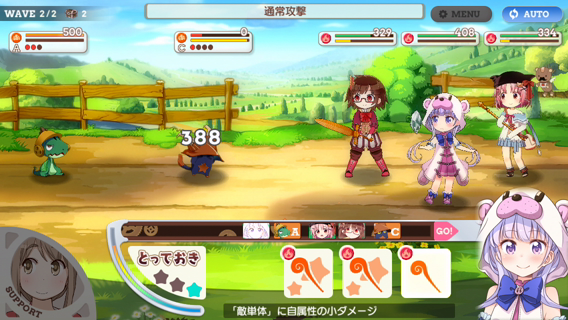 WAVE 2/2 2
通常攻撃
MENU
AUTO
500
A
0
C
329
408
334
388
A
C
GO!
とっておき
SUPPORT
「敵単体」に自属性の小ダメージ